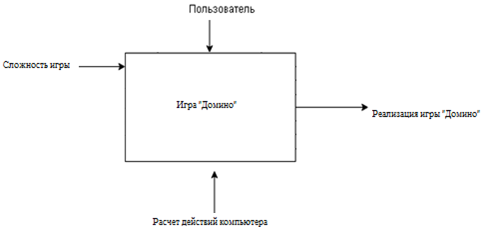 Пользователь
Сложность игры
Игра "Домино"
Реализация игры "Домино"
Расчет действий компьютера